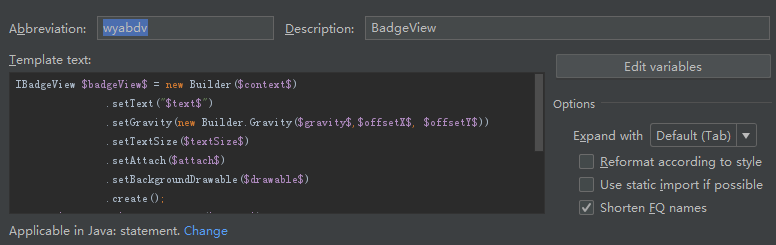 Abbreviation: wyabdv Description: BadgeView
Template text:
IBadgeView $badgeView$ = new Builder($context$)
.setText("$text$")
.setGravity(new Builder.Gravity($gravity$,$offsetX$, $offsetY$))
.setTextSize($textSize$)
.setAttach($attach$)
.setBackgroundDrawable($drawable$)
.create();
Edit variables
Options
Expand with Default (Tab)
Reformat according to style
Use static import if possible
Shorten FQ names
Applicable in Java: statement. Change